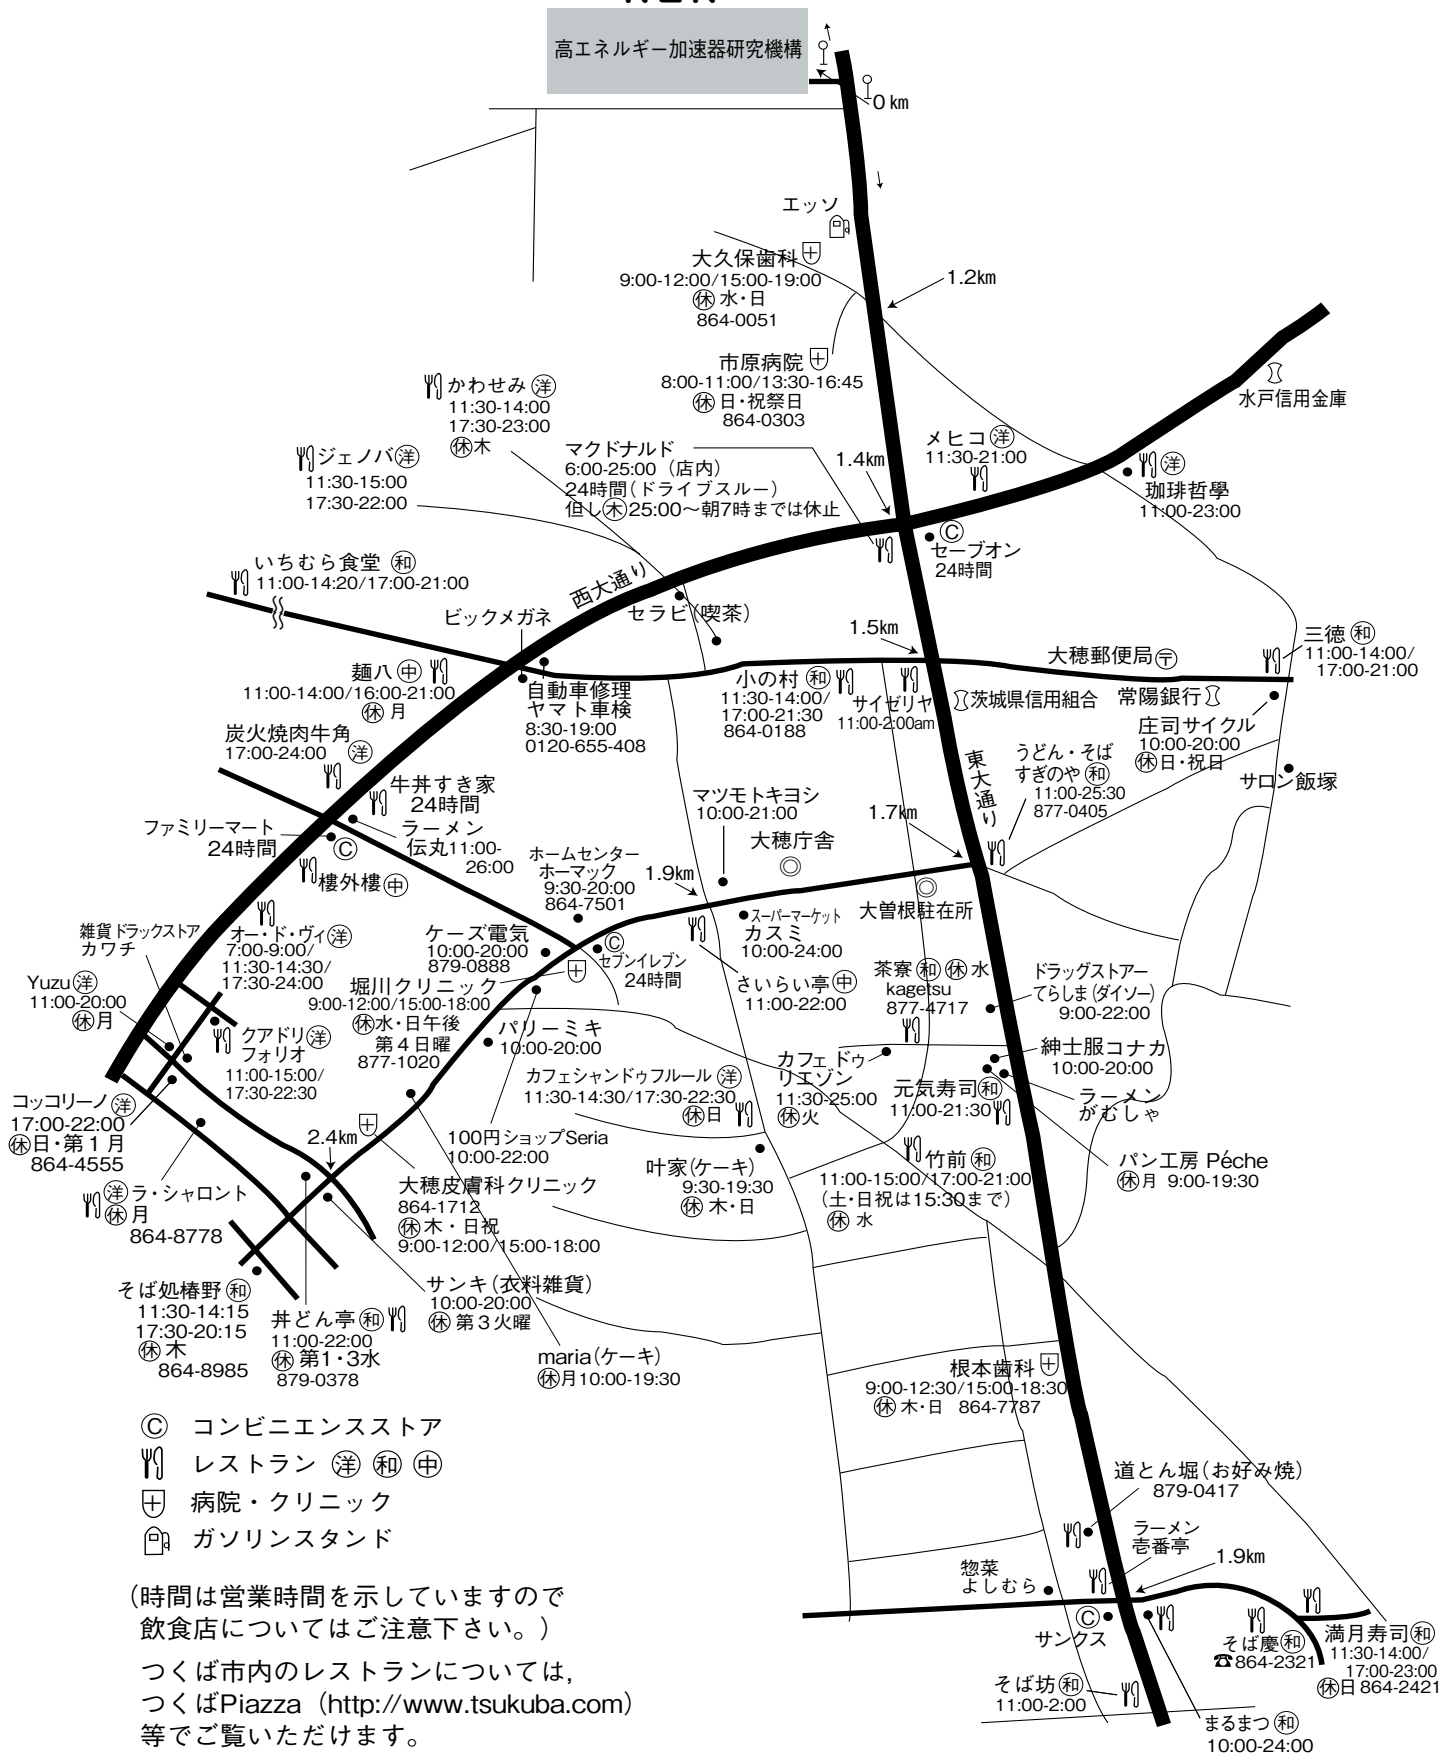 高エネルギー加速器研究機構
0 km
エッソ
大久保歯科
9:00-12:00/15:00-19:00
休 水・日
864-0051
1.2km
市原病院
8:00-11:00/13:30-16:45
休 日・祝祭日
864-0303
水戸信用金庫
かわせみ 洋
11:30-14:00
17:30-23:00
休木
ジェノバ洋
11:30-15:00
17:30-22:00
マクドナルド
6:00-25:00(店内)
24時間(ドライブスルー)
但し木25:00〜朝7時までは休止
1.4km
メヒコ洋
11:30-21:00
洋
珈琲哲學
11:00-23:00
C
セーブオン
24時間
いちむら食堂 和
11:00-14:20/17:00-21:00
西大通り
ビックメガネ
セラビ(喫茶)
1.5km
大穂郵便局〒
三徳和
11:00-14:00/
17:00-21:00
麺八中
11:00-14:00/16:00-21:00
休 月
自動車修理
ヤマト車検
8:30-19:00
0120-655-408
小の村 和
11:30-14:00/
17:00-21:30
864-0188
サイゼリヤ
11:00-2:00am
茨城県信用組合
常陽銀行
庄司サイクル
10:00-20:00
休日・祝日
サロン飯塚
炭火焼肉牛角
17:00-24:00 洋
牛丼すき家
24時間
東大通り
うどん・そば
すぎのや 和
11:00-25:30
877-0405
ファミリーマート
24時間
C
ラーメン
伝丸11:00-
26:00
マツモトキヨシ
10:00-21:00
大穂庁舎
1.7km
樓外樓中
ホームセンター
ホーマック
9:30-20:00
864-7501
1.9km
大曽根駐在所
雑貨ドラックストア
カワチ
オー・ド・ヴィ洋
7:00-9:00/
11:30-14:30/
17:30-24:00
ケーズ電気
10:00-20:00
879-0888
C
セブンイレブン
24時間
スーパーマーケット
カスミ
10:00-24:00
さいらい亭中
11:00-22:00
茶寮 和 休 水
kagetsu
877-4717
ドラッグストアー
てらしま(ダイソー)
9:00-22:00
Yuzu洋
11:00-20:00
休月
クアドリ洋
フォリオ
11:00-15:00/
17:30-22:30
堀川クリニック
9:00-12:00/15:00-18:00
休水・日午後
第4日曜
877-1020
パリーミキ
10:00-20:00
カフェドゥ
リエゾン
11:30-25:00
休火
紳士服コナカ
10:00-20:00
ラーメン
がむしゃ
元気寿司和
11:00-21:30
カフェシャンドゥフルール 洋
11:30-14:30/17:30-22:30
休日
コッコリーノ洋
17:00-22:00
休日・第1月
864-4555
2.4km
100円ショップSeria
10:00-22:00
叶家(ケーキ)
9:30-19:30
休 木・日
竹前和
11:00-15:00/17:00-21:00
(土・日祝は15:30まで)
休 水
パン工房 Péche
休月 9:00-19:30
洋ラ・シャロント
休月
864-8778
大穂皮膚科クリニック
864-1712
休木・日祝
9:00-12:00/15:00-18:00
そば処椿野和
11:30-14:15
17:30-20:15
休 木
864-8985
丼どん亭和
11:00-22:00
休 第1・3水
879-0378
サンキ(衣料雑貨)
10:00-20:00
休 第3火曜
maria(ケーキ)
休月10:00-19:30
根本歯科
9:00-12:30/15:00-18:30
休 木・日 864-7787
C コンビニエンスストア
レストラン 洋 和 中
病院・クリニック
ガソリンスタンド
道とん堀(お好み焼)
879-0417
ラーメン
壱番亭
1.9km
惣菜
よしむら
C
サンクス
そば慶和
☎864-2321
満月寿司和
11:30-14:00/
17:00-23:00
休日864-2421
そば坊和
11:00-2:00
まるまつ和
10:00-24:00
(時間は営業時間を示していますので
飲食店についてはご注意下さい。)
つくば市内のレストランについては,
つくばPiazza(http://www.tsukuba.com)
等でご覧いただけます。